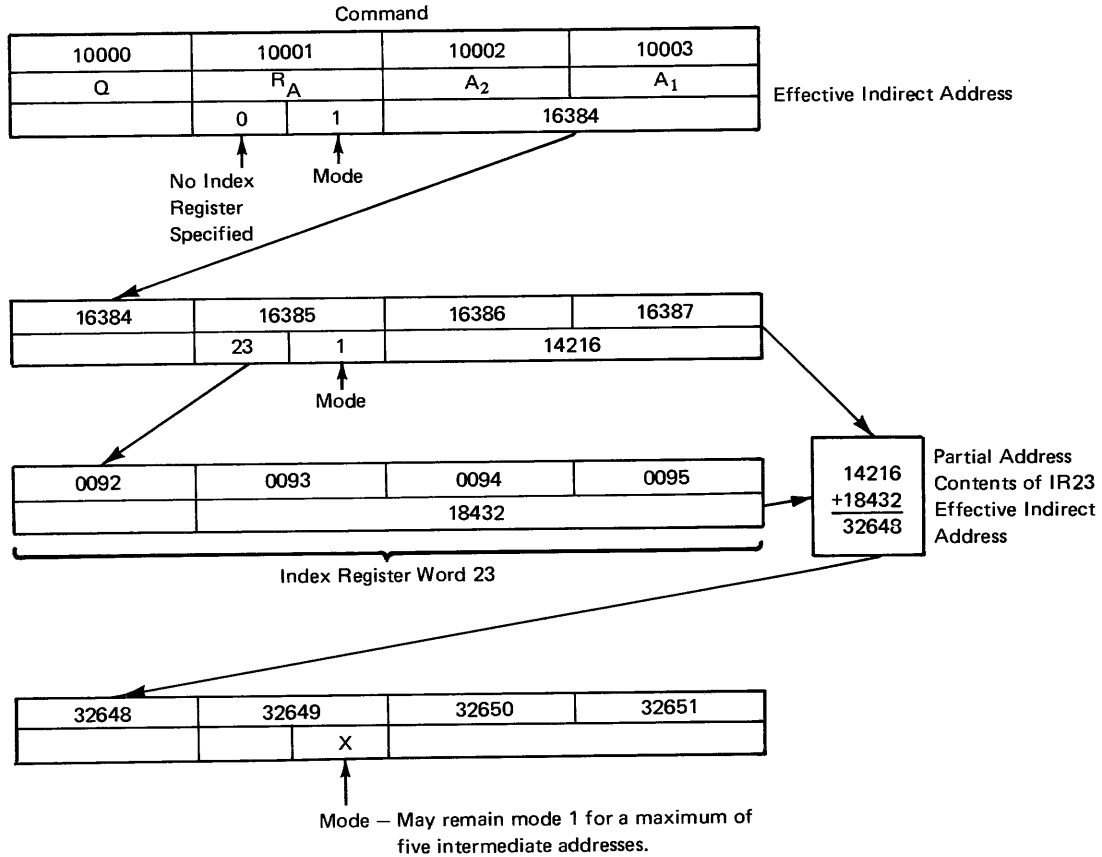 Command
10000 10001 10002 10003
Q RA A2 A1
Effective Indirect Address
0 1 16384
No Index
Register
Specified
Mode
16384 16385 16386 16387
23 1 14216
Mode
0092 0093 0094 0095
18432
Index Register Word 23
14216
+18432
32648
Partial Address
Contents of IR23
Effective Indirect
Address
32648 32649 32650 32651
X
Mode — May remain mode 1 for a maximum of
five intermediate addresses.